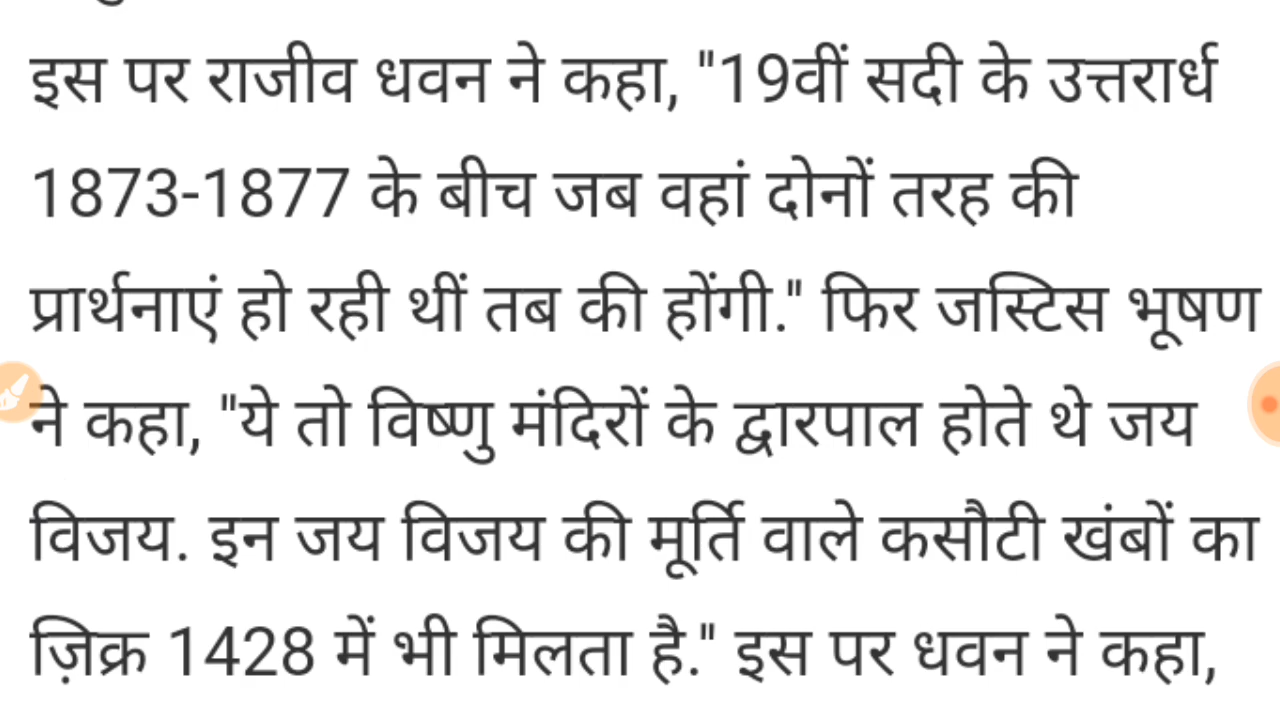 इस पर राजीव धवन ने कहा, "19वीं सदी के उत्तरार्ध
1873-1877 के बीच जब वहां दोनों तरह की
प्रार्थनाएं हो रही थीं तब की होंगी." फिर जस्टिस भूषण
ने कहा, "ये तो विष्णु मंदिरों के द्वारपाल होते थे जय
विजय. इन जय विजय की मूर्ति वाले कसौटी खंबों का
ज़िक्र 1428 में भी मिलता है." इस पर धवन ने कहा,